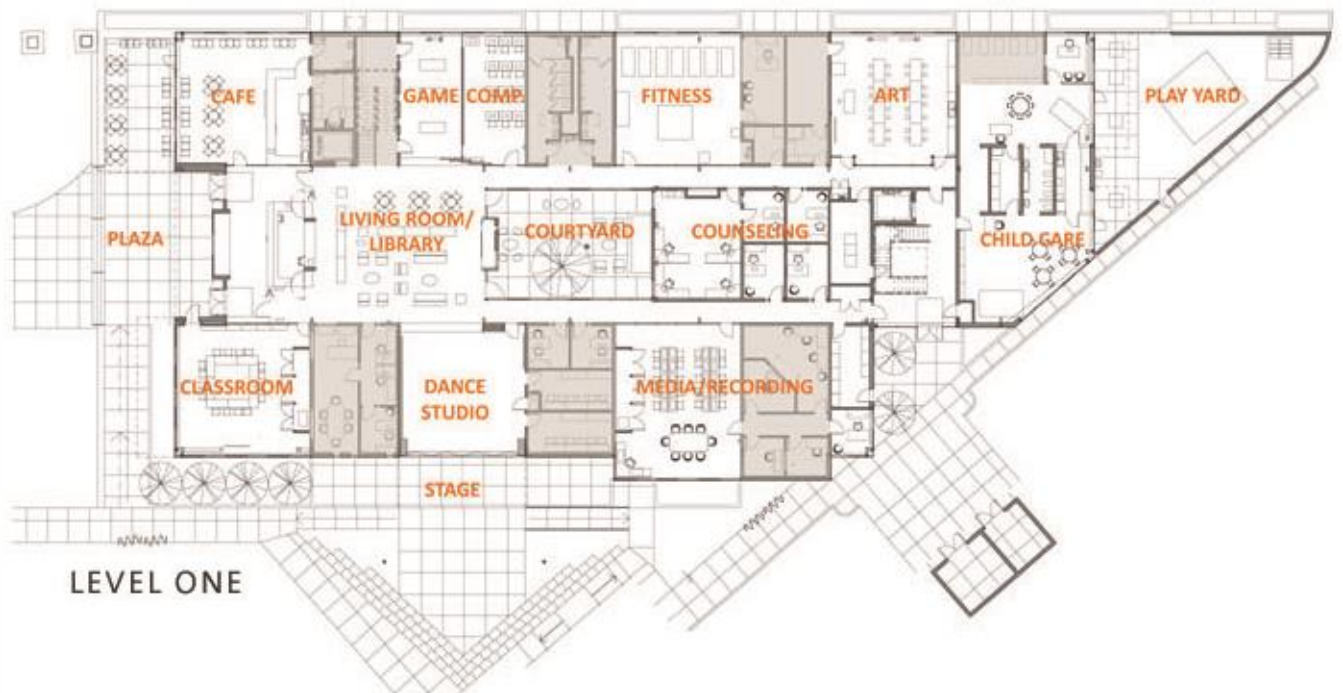 CAFE
GAME
COMP.
FITNESS
ART
PLAY YARD
PLAZA
LIVING ROOM/
LIBRARY
COURTYARD
COUNSELING
CHILD CARE
CLASSROOM
DANCE
STUDIO
MEDIA/RECORDING
STAGE
LEVEL ONE